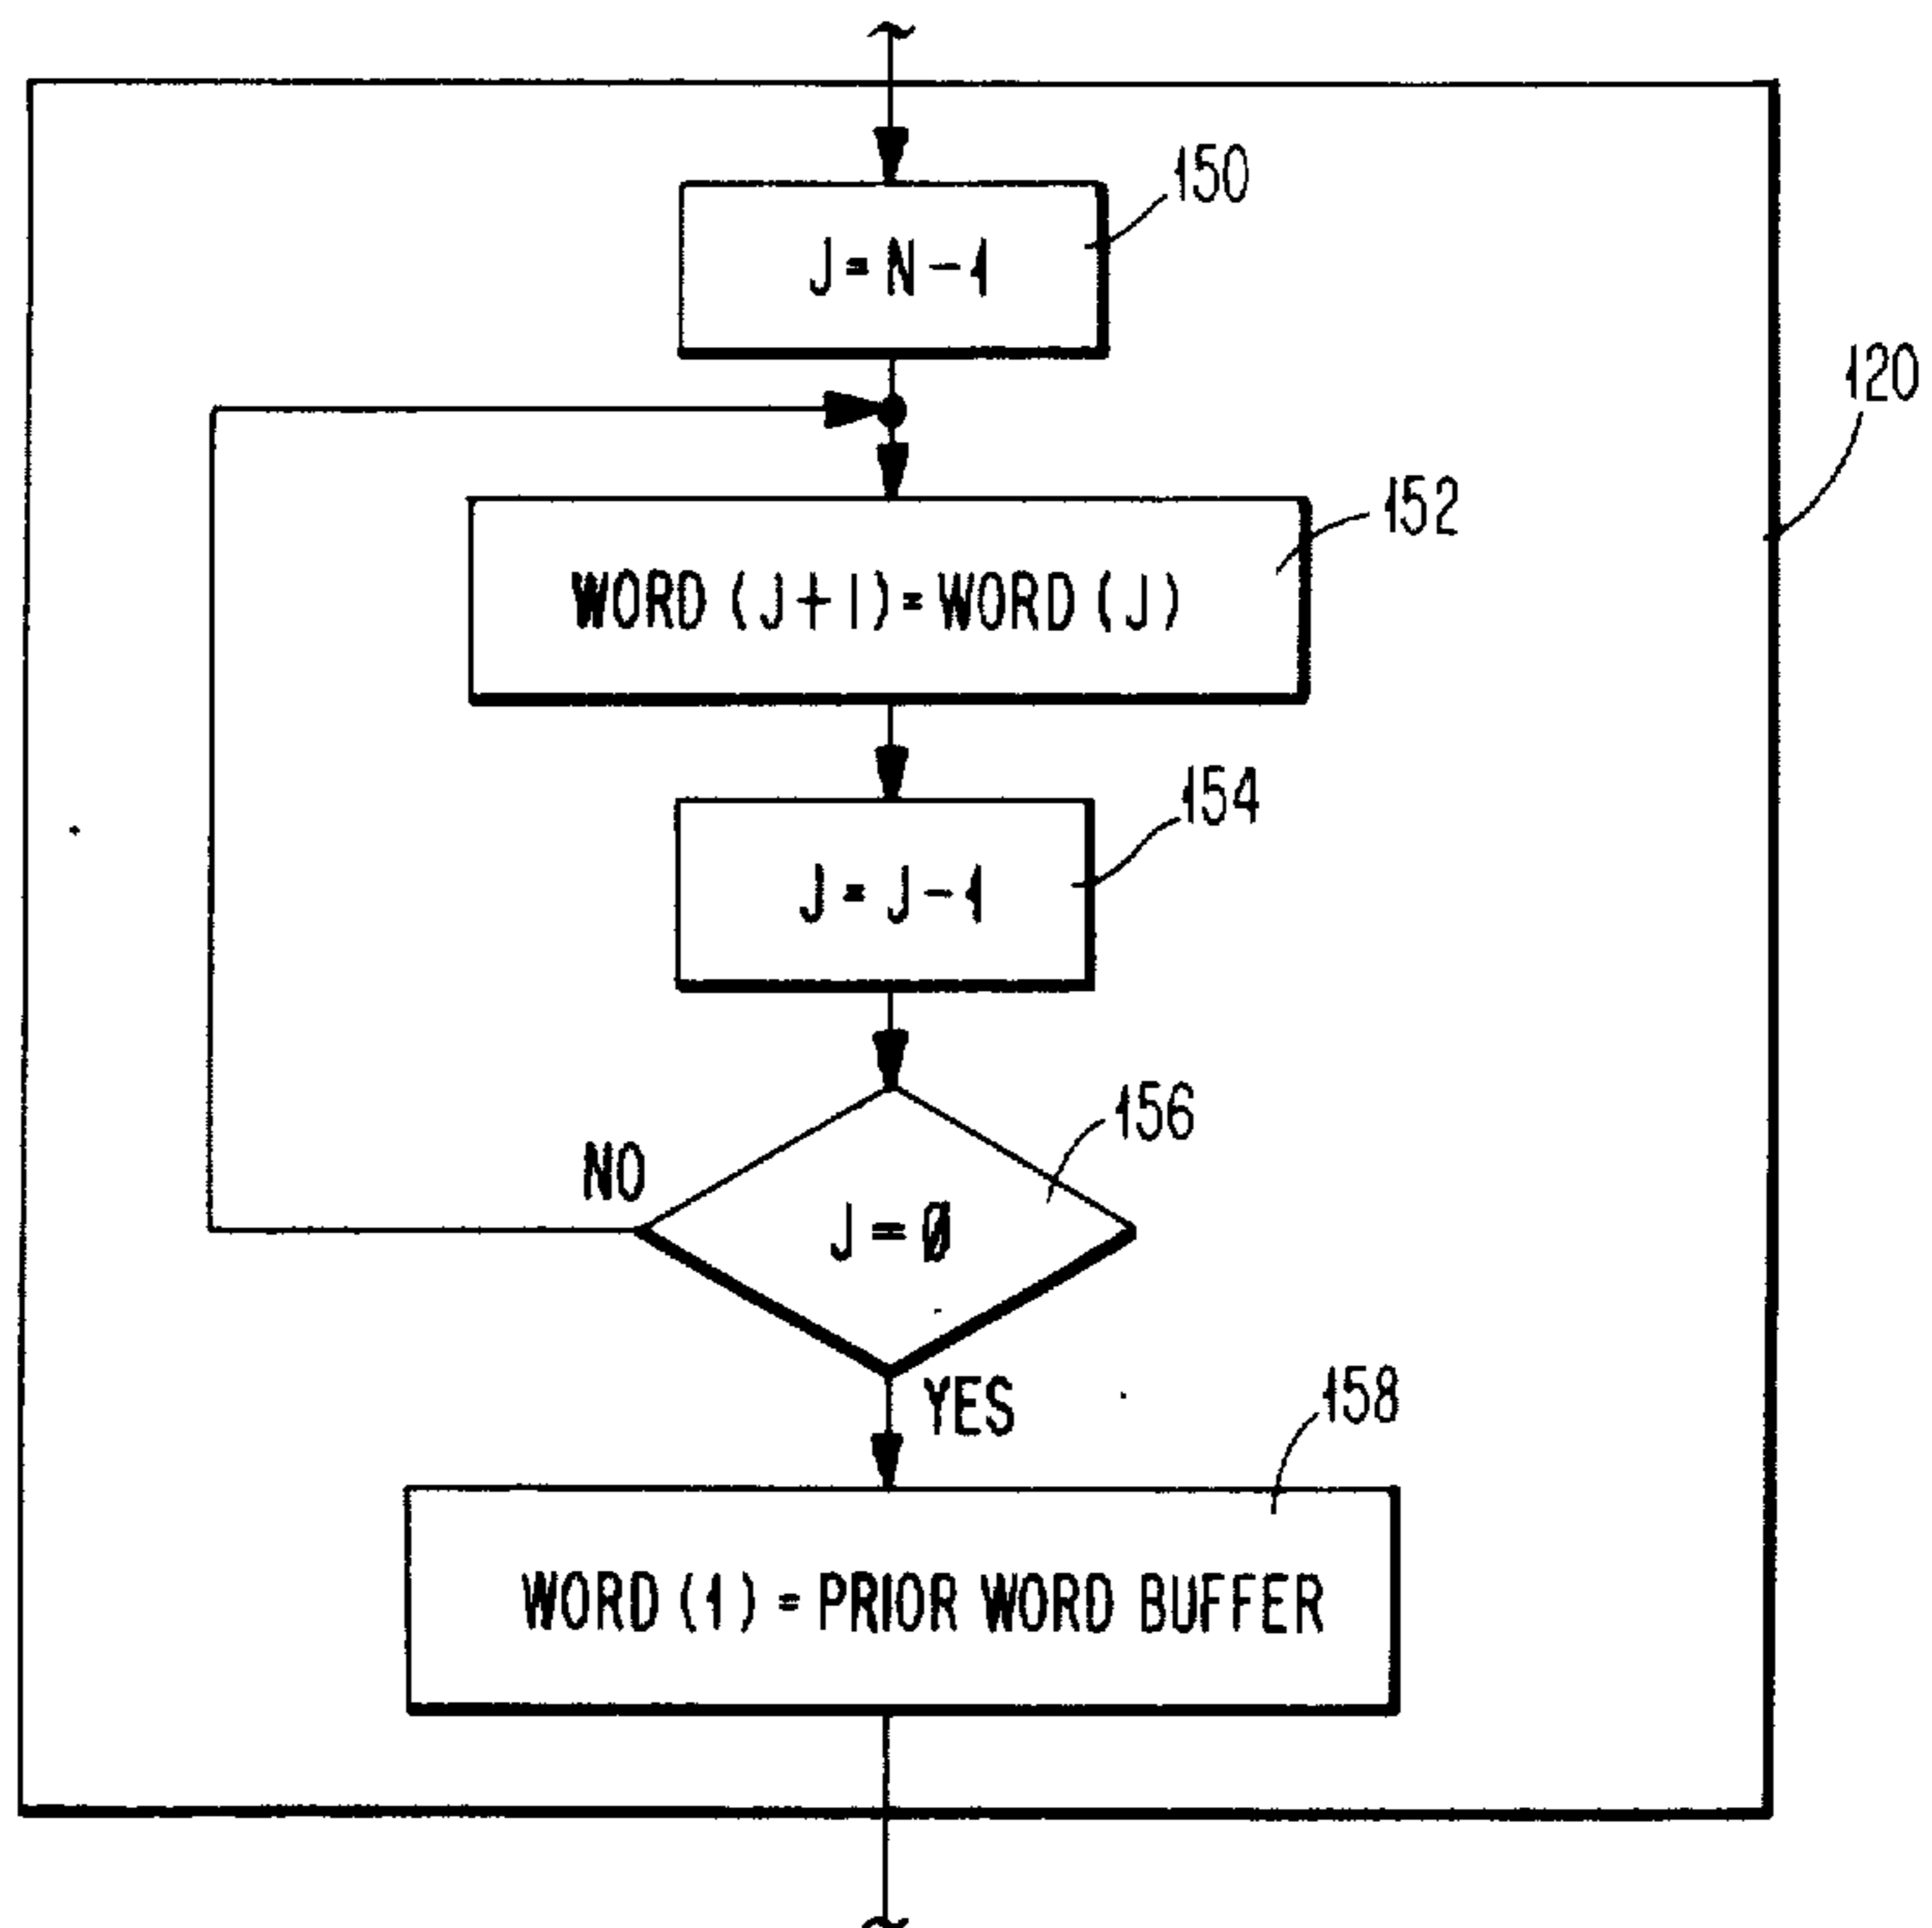 150
J=N-1
120
152
WORD (J+1)=WORD (J)
154
J=J-1
156
NO
J=Ø
YES
158
WORD (1) = PRIOR WORD BUFFER